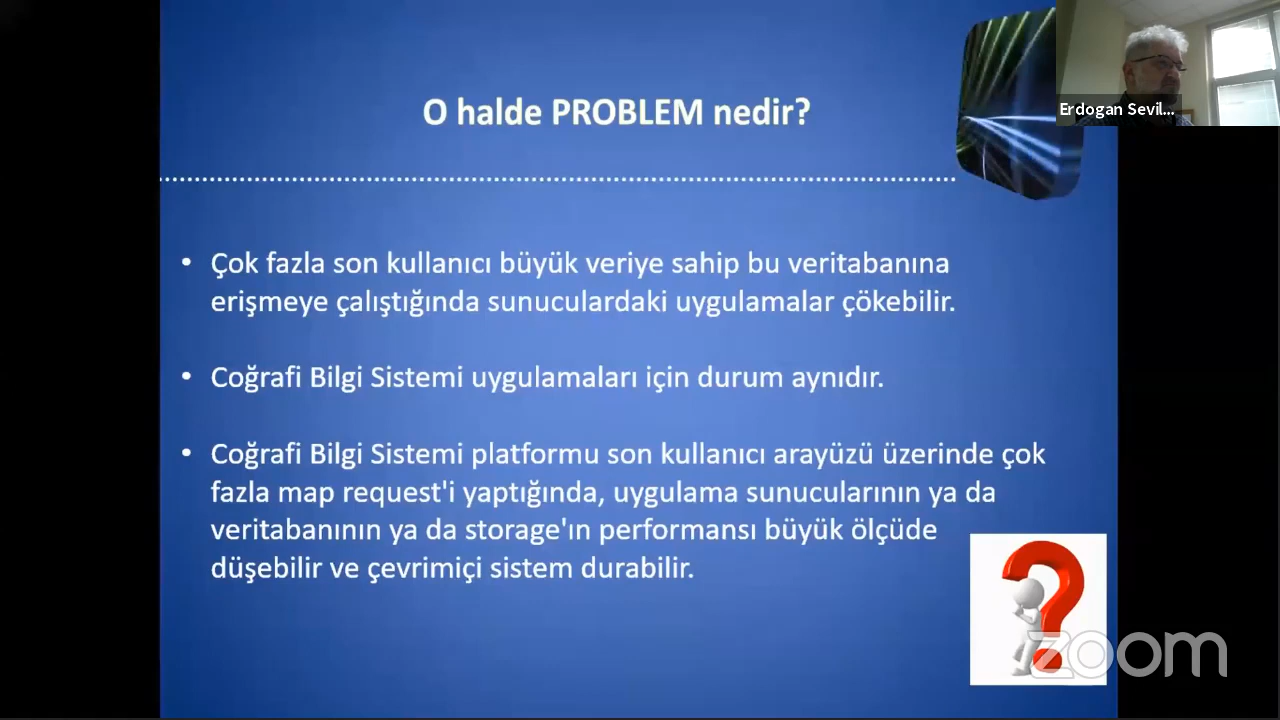 O halde PROBLEM nedir?
Erdogan Sevil...
• Çok fazla son kullanıcı büyük veriye sahip bu veritabanına
erişmeye çalıştığında sunuculardaki uygulamalar çökebilir.
• Coğrafi Bilgi Sistemi uygulamaları için durum aynıdır.
• Coğrafi Bilgi Sistemi platformu son kullanıcı arayüzü üzerinde çok
fazla map request'i yaptığında, uygulama sunucularının ya da
veritabanının ya da storage'ın performansı büyük ölçüde
düşebilir ve çevrimiçi sistem durabilir.
zoom